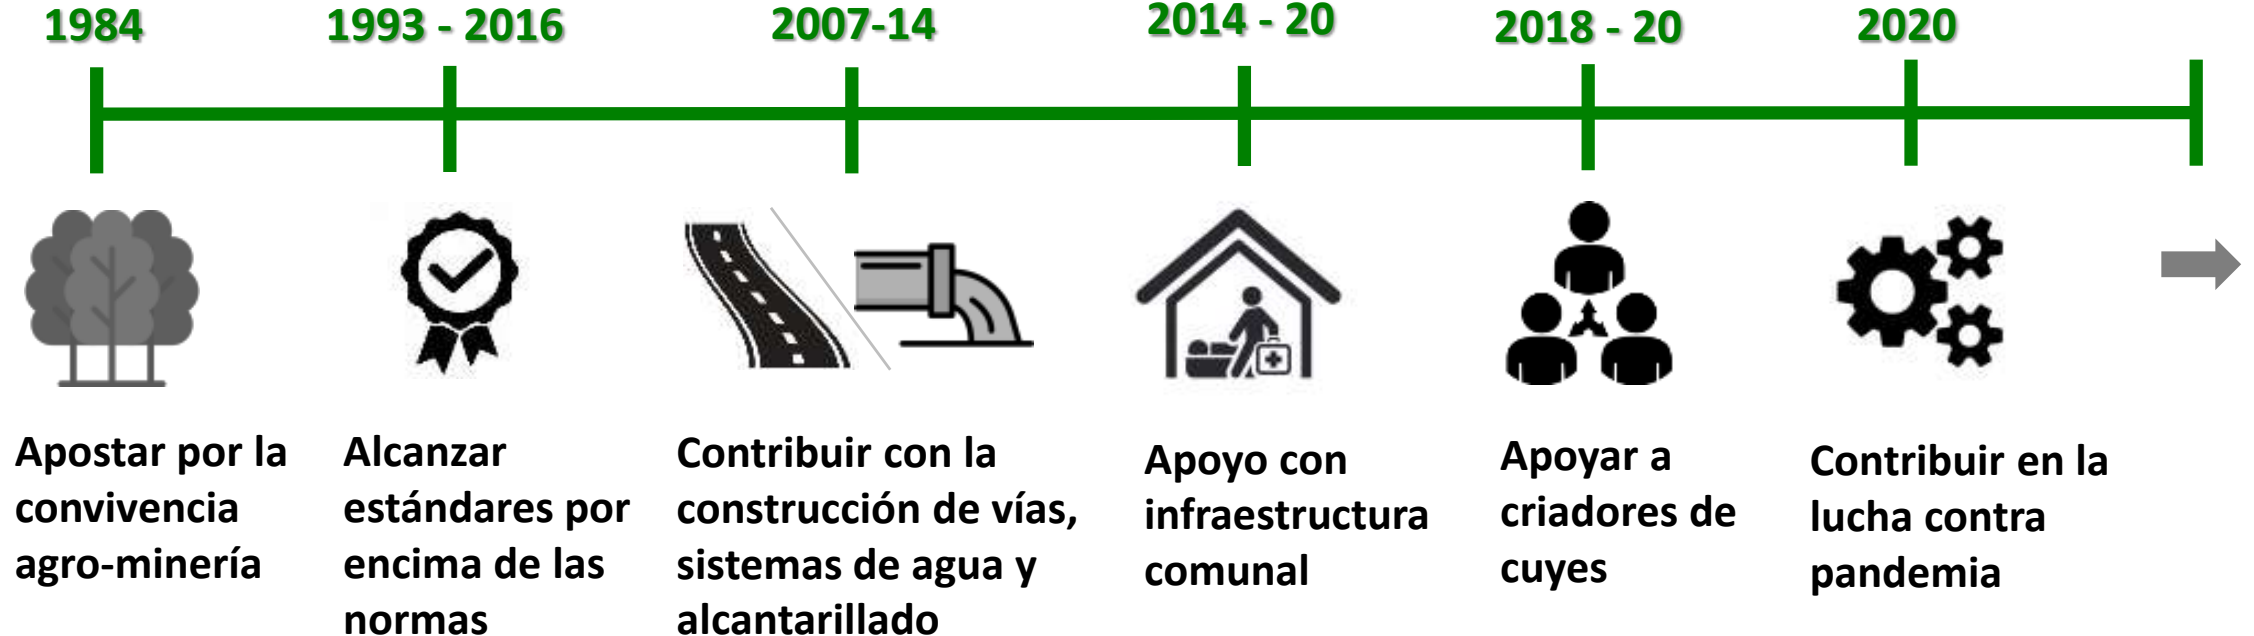 1984
1993 - 2016
2007-14
2014 - 20
2018 - 20
2020
Apostar por la
convivencia
agro-minería
Alcanzar
estándares por
encima de las
normas
Contribuir con la
construcción de vías,
sistemas de agua y
alcantarillado
Apoyo con
infraestructura
comunal
Apoyar a
criadores de
cuyes
Contribuir en la
lucha contra
pandemia